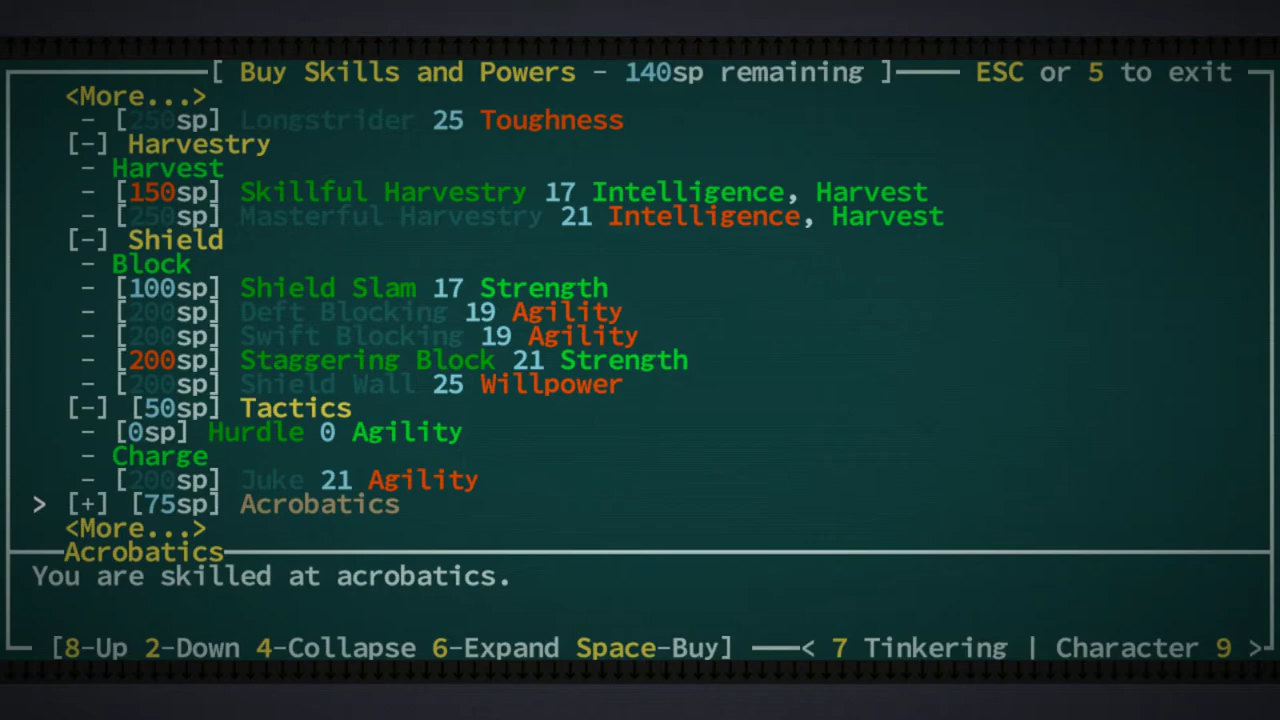 [ Buy Skills and Powers - 140sp remaining ] ESC or 5 to exit
<More...>
- [250sp] Longstrider 25 Toughness
[-] Harvestry
- Harvest
- [150sp] Skillful Harvestry 17 Intelligence, Harvest
- [250sp] Masterful Harvestry 21 Intelligence, Harvest
[-] Shield
- Block
- [100sp] Shield Slam 17 Strength
- [200sp] Deft Blocking 19 Agility
- [200sp] Swift Blocking 19 Agility
- [200sp] Staggering Block 21 Strength
- [200sp] Shield Wall 25 Willpower
[-] [50sp] Tactics
- [0sp] Hurdle 0 Agility
- Charge
- [200sp] Juke 21 Agility
> [+] [75sp] Acrobatics
<More...>
Acrobatics
You are skilled at acrobatics.
[8-Up 2-Down 4-Collapse 6-Expand Space-Buy] < 7 Tinkering | Character 9 >